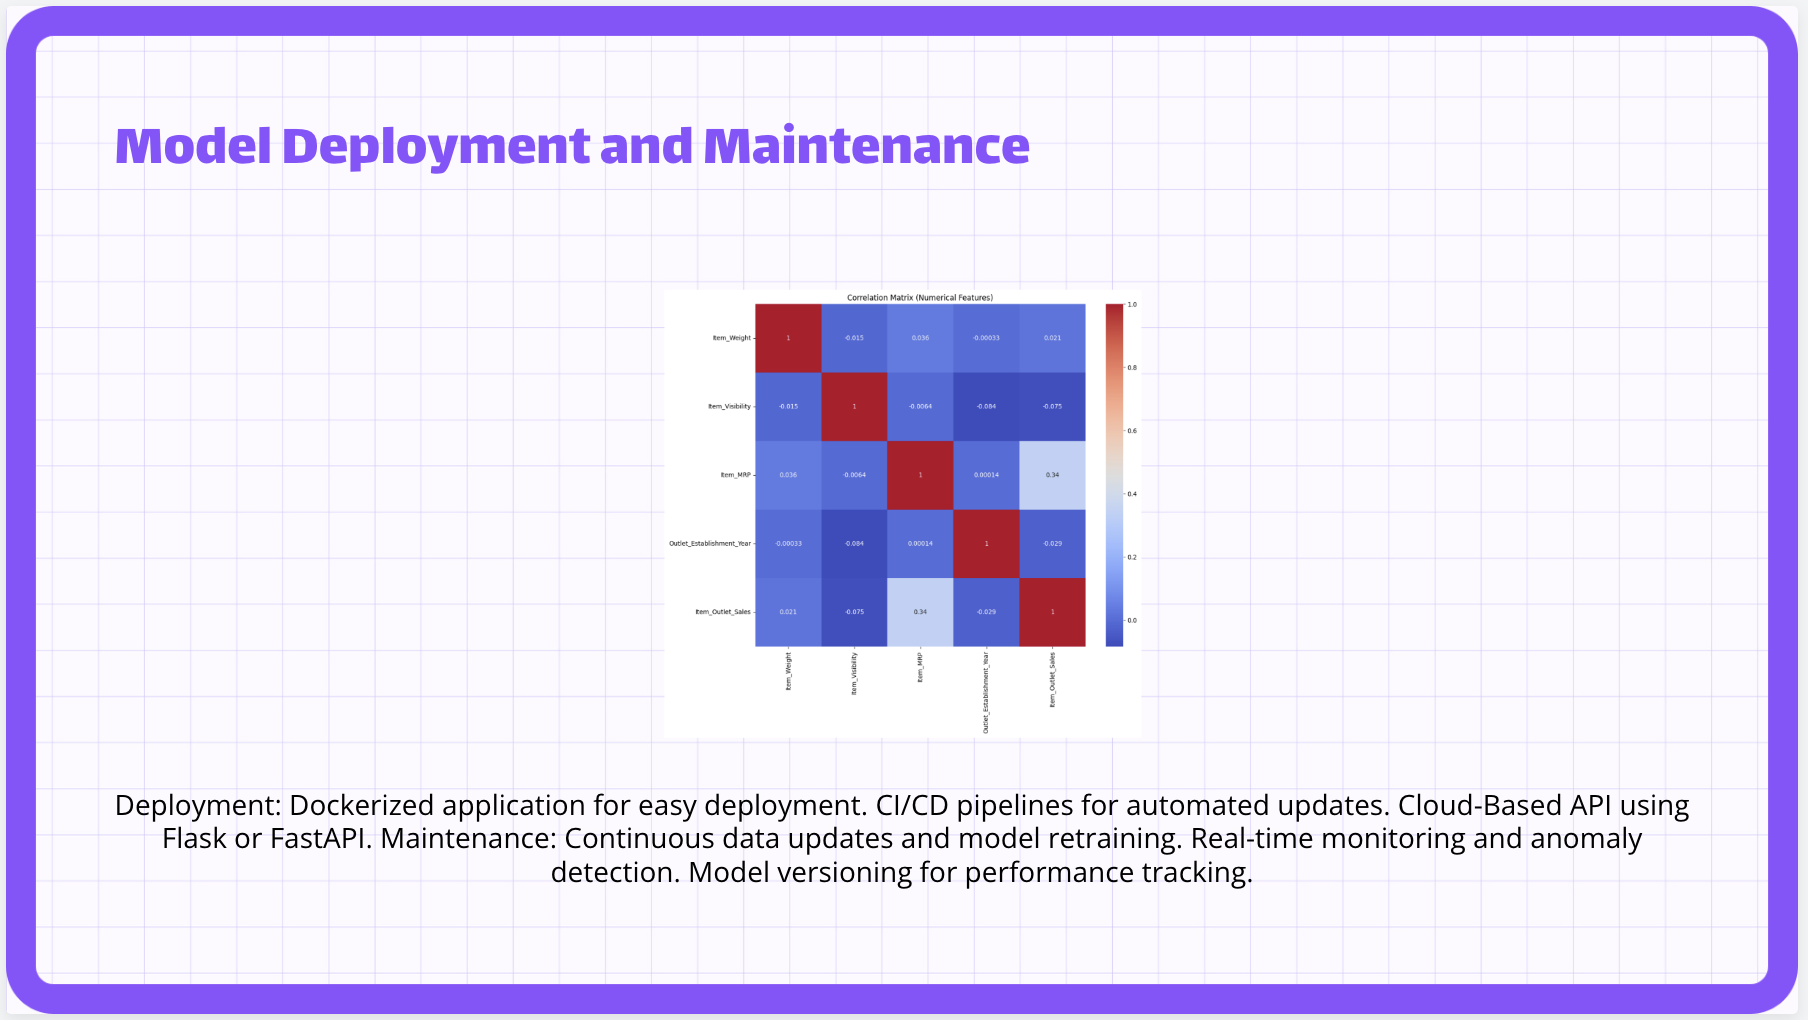 Model Deployment and Maintenance
Correlation Matrix (Numerical Features)
Item_Weight 1 -0.015 0.036 -0.00033 0.021
Item_Visibility -0.015 1 -0.0064 -0.084 -0.075
Item_MRP 0.036 -0.0064 1 0.00014 0.34
Outlet_Establishment_Year -0.00033 -0.084 0.00014 1 -0.029
Item_Outlet_Sales 0.021 -0.075 0.34 -0.029 1
Item_Weight
Item_Visibility
Item_MRP
Outlet_Establishment_Year
Item_Outlet_Sales
1.0
0.8
0.6
0.4
0.2
0.0
Deployment: Dockerized application for easy deployment. CI/CD pipelines for automated updates. Cloud-Based API using
Flask or FastAPI. Maintenance: Continuous data updates and model retraining. Real-time monitoring and anomaly
detection. Model versioning for performance tracking.